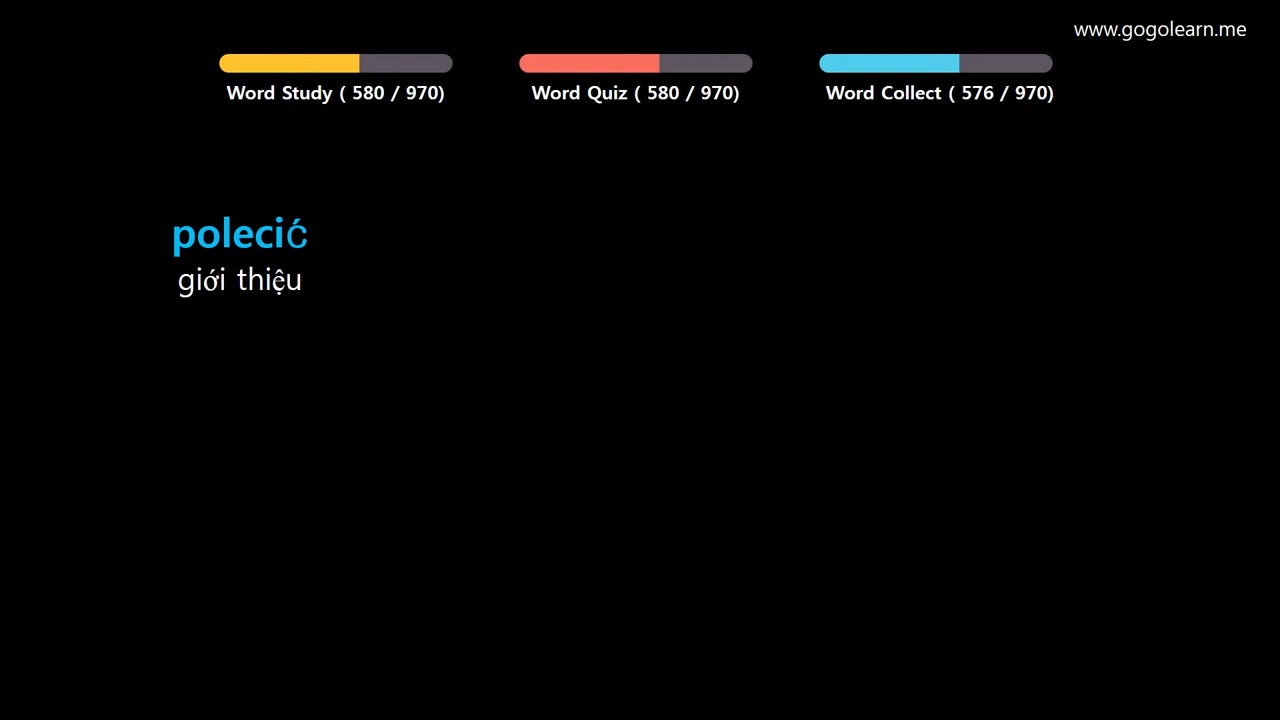 www.gogolearn.me
Word Study ( 580 / 970)
Word Quiz ( 580 / 970)
Word Collect ( 576 / 970)
polecić
giới thiệu